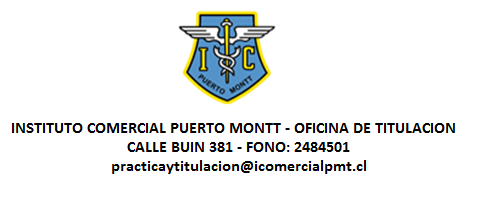 I C
PUERTO MONTT
INSTITUTO COMERCIAL PUERTO MONTT - OFICINA DE TITULACION
CALLE BUIN 381 - FONO: 2484501
practicaytitulacion@icomercialpmt.cl